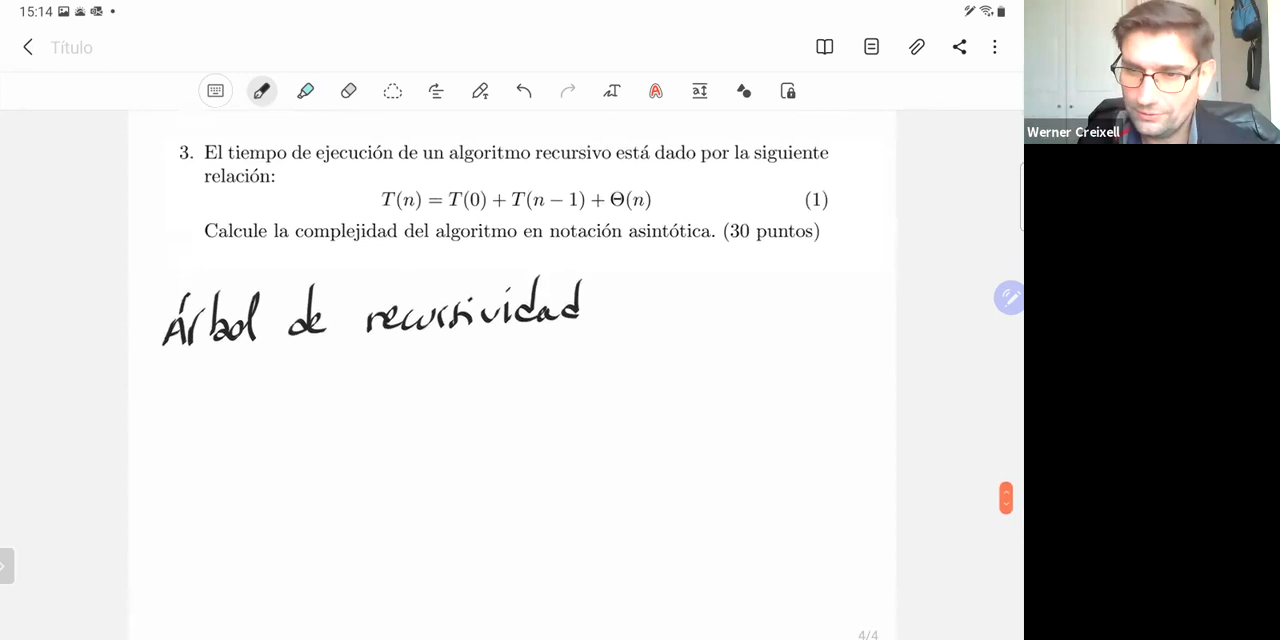 15:14
Título
3. El tiempo de ejecución de un algoritmo recursivo está dado por la siguiente
relación:
T(n) = T(0) + T(n − 1) + Θ(n) (1)
Calcule la complejidad del algoritmo en notación asintótica. (30 puntos)
Árbol de recursividad
4/4
Werner Creixell